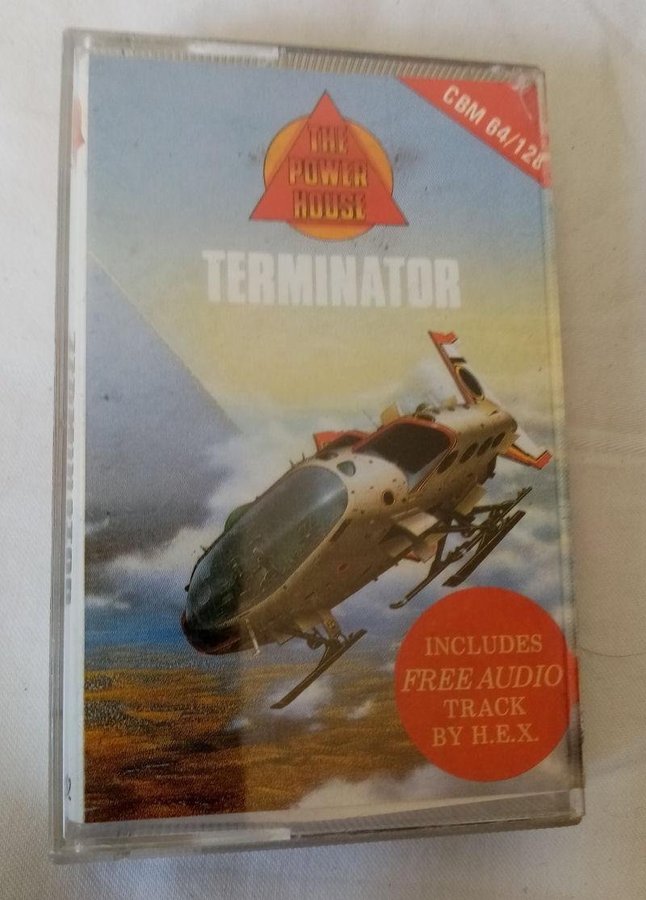 CBM 64/128
THE
POWER
HOUSE
TERMINATOR
INCLUDES
FREE AUDIO
TRACK
BY H.E.X.